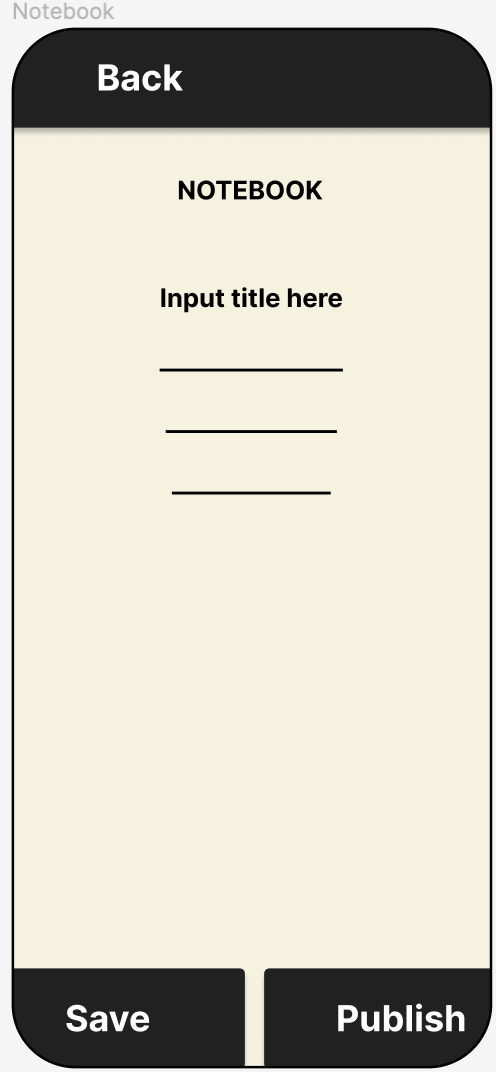 Notebook
Back
NOTEBOOK
Input title here
Save
Publish